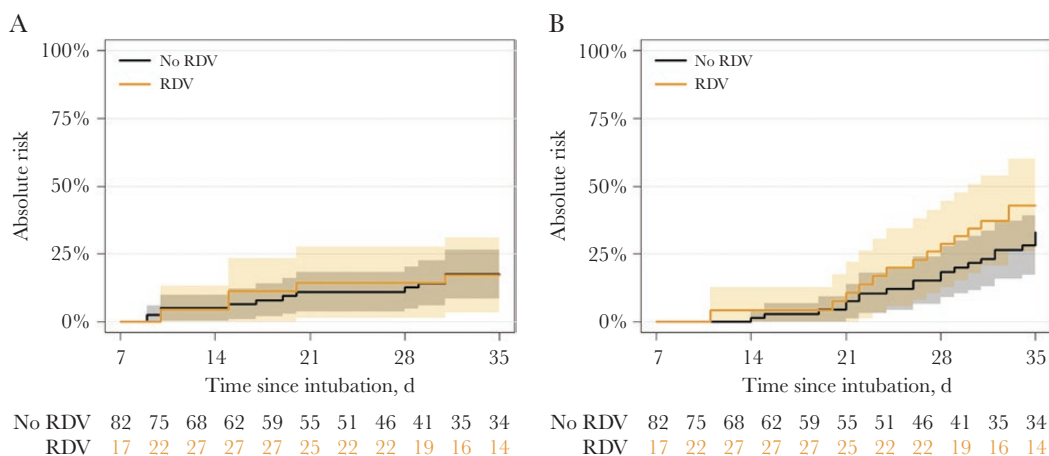 A
100%
75%
50%
25%
0%
Absolute risk
No RDV
RDV
7 14 21 28 35
Time since intubation, d
No RDV 82 75 68 62 59 55 51 46 41 35 34
RDV 17 22 27 27 27 25 22 22 19 16 14
B
100%
75%
50%
25%
0%
Absolute risk
No RDV
RDV
7 14 21 28 35
Time since intubation, d
No RDV 82 75 68 62 59 55 51 46 41 35 34
RDV 17 22 27 27 27 25 22 22 19 16 14